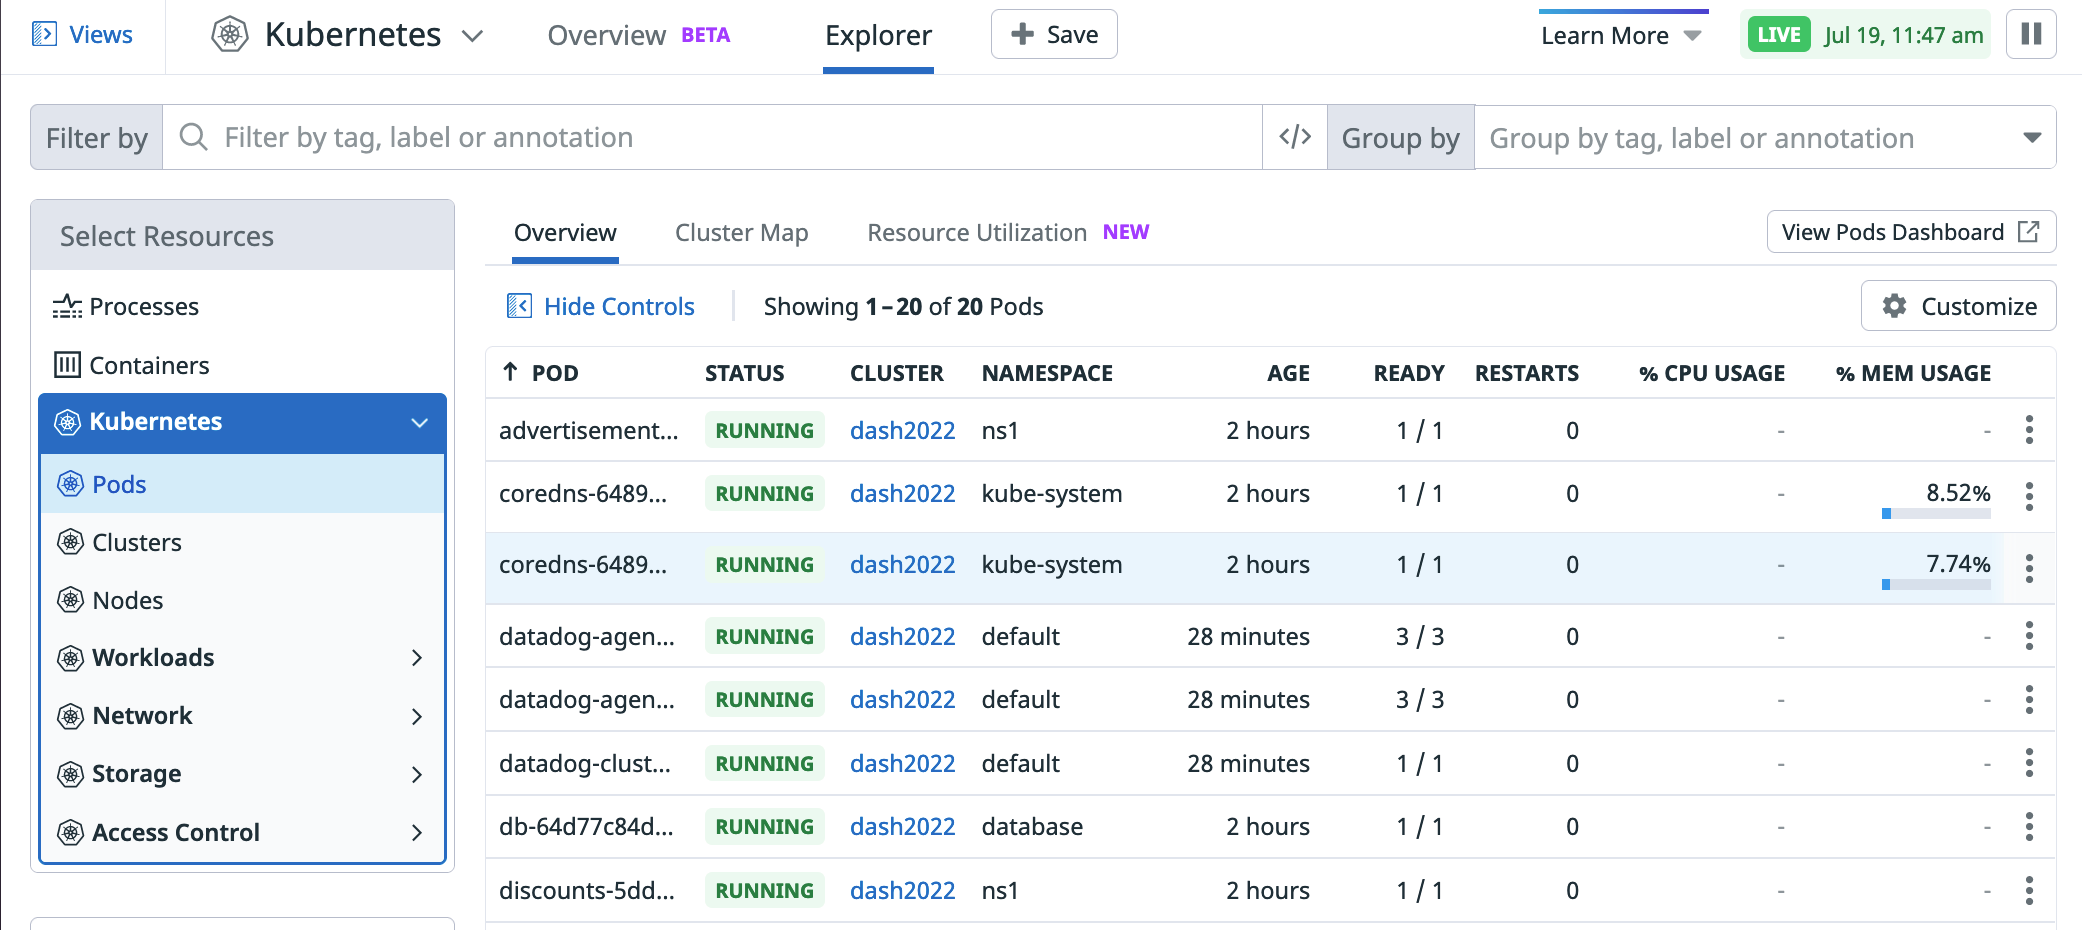 Views
Kubernetes
Overview BETA
Explorer
Save
Learn More
LIVE Jul 19, 11:47 am
Filter by
Filter by tag, label or annotation
</>
Group by
Group by tag, label or annotation
Select Resources
Processes
Containers
Kubernetes
Pods
Clusters
Nodes
Workloads
Network
Storage
Access Control
Overview Cluster Map Resource Utilization NEW
View Pods Dashboard
Hide Controls Showing 1–20 of 20 Pods
Customize
↑ POD STATUS CLUSTER NAMESPACE AGE READY RESTARTS % CPU USAGE % MEM USAGE
advertisement... RUNNING dash2022 ns1 2 hours 1 / 1 0 - -
coredns-6489... RUNNING dash2022 kube-system 2 hours 1 / 1 0 - 8.52%
coredns-6489... RUNNING dash2022 kube-system 2 hours 1 / 1 0 - 7.74%
datadog-agen... RUNNING dash2022 default 28 minutes 3 / 3 0 - -
datadog-agen... RUNNING dash2022 default 28 minutes 3 / 3 0 - -
datadog-clust... RUNNING dash2022 default 28 minutes 1 / 1 0 - -
db-64d77c84d... RUNNING dash2022 database 2 hours 1 / 1 0 - -
discounts-5dd... RUNNING dash2022 ns1 2 hours 1 / 1 0 - -